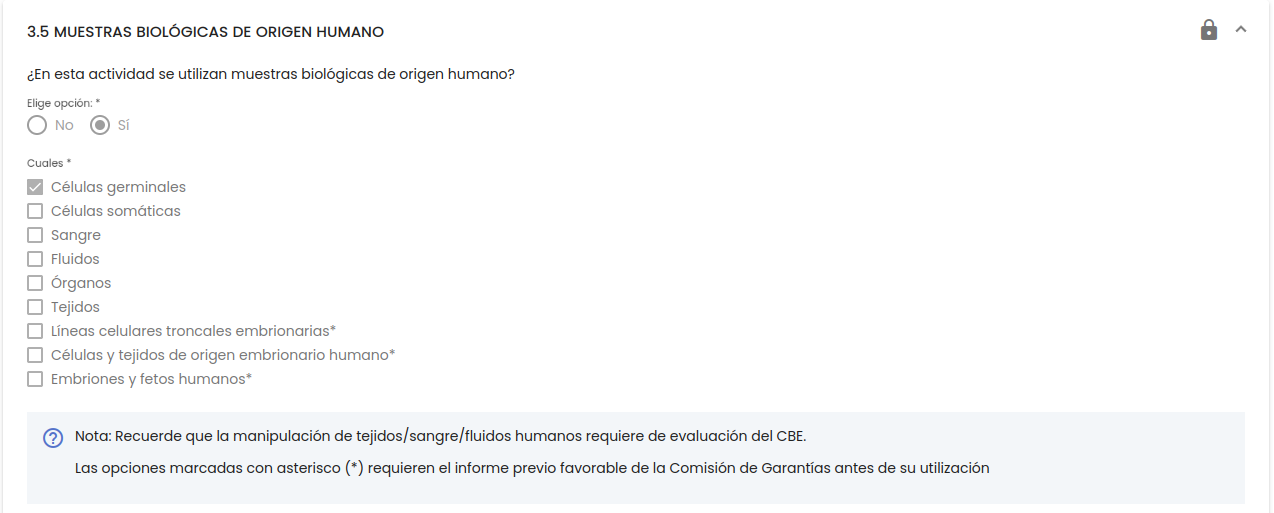 3.5 MUESTRAS BIOLÓGICAS DE ORIGEN HUMANO
¿En esta actividad se utilizan muestras biológicas de origen humano?
Elige opción: *
No Sí
Cuales *
Células germinales
Células somáticas
Sangre
Fluidos
Órganos
Tejidos
Líneas celulares troncales embrionarias*
Células y tejidos de origen embrionario humano*
Embriones y fetos humanos*
Nota: Recuerde que la manipulación de tejidos/sangre/fluidos humanos requiere de evaluación del CBE.
Las opciones marcadas con asterisco (*) requieren el informe previo favorable de la Comisión de Garantías antes de su utilización